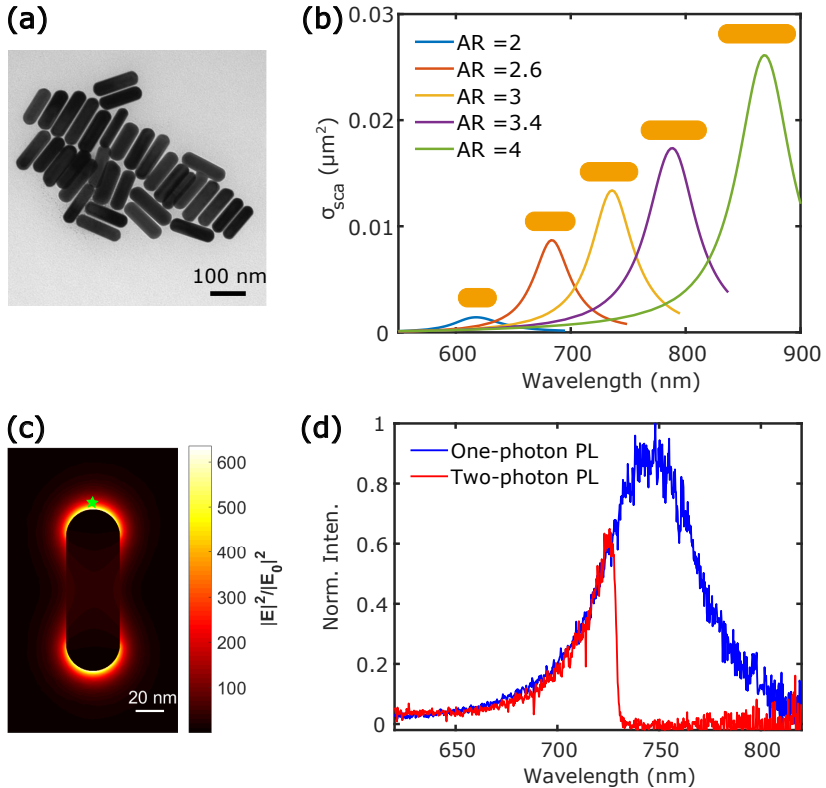 (a)
100 nm
(b)
0.03
0.02
0.01
0
σsca (μm²)
AR =2
AR =2.6
AR =3
AR =3.4
AR =4
600 700 800 900
Wavelength (nm)
(c)
20 nm
600
500
400
300
200
100
|E|²/|E₀|²
(d)
1
0.8
0.6
0.4
0.2
0
Norm. Inten.
One-photon PL
Two-photon PL
650 700 750 800
Wavelength (nm)